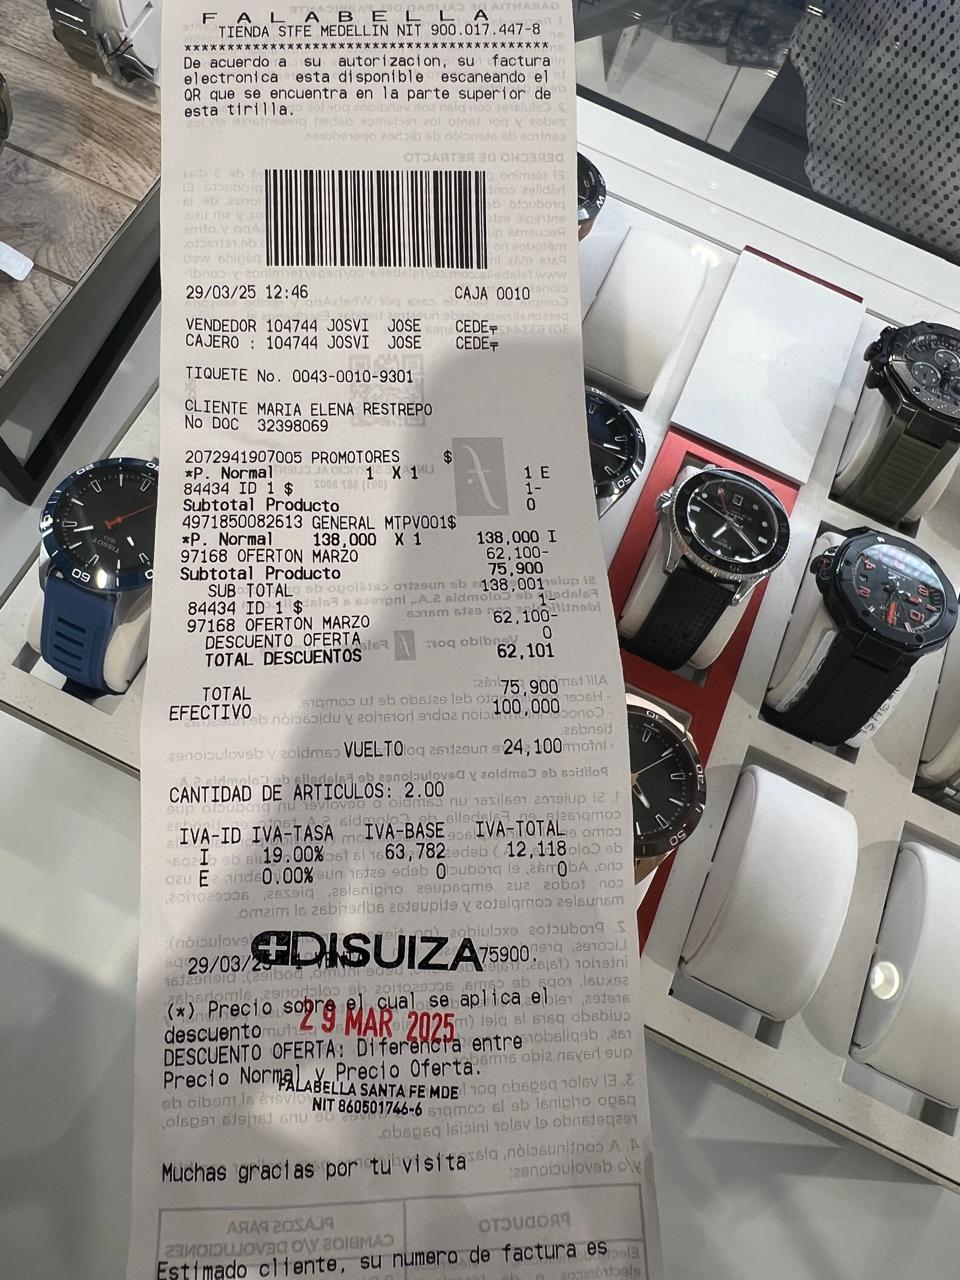 FALABELLA
TIENDA STFE MEDELLIN NIT 900.017.447-8
**************************************************
De acuerdo a su autorizacion, su factura
electronica esta disponible escaneando el
QR que se encuentra en la parte superior de
esta tirilla.
29/03/25 12:46 CAJA 0010
VENDEDOR 104744 JOSVI JOSE CEDE
CAJERO : 104744 JOSVI JOSE CEDE
TIQUETE No. 0043-0010-9301
CLIENTE MARIA ELENA RESTREPO
No DOC 32398069
2072941907005 PROMOTORES $
*P. Normal 1 X 1 1 E
84434 ID 1 $ 1-
Subtotal Producto 0
4971850082613 GENERAL MTPV001$
*P. Normal 138,000 X 1 138,000 I
97168 OFERTON MARZO 62,100-
Subtotal Producto 75,900
SUB TOTAL 138,001
84434 ID 1 $ 1-
97168 OFERTON MARZO 62,100-
DESCUENTO OFERTA 0
TOTAL DESCUENTOS 62,101
TOTAL 75,900
EFECTIVO 100,000
VUELTO 24,100
CANTIDAD DE ARTICULOS: 2.00
IVA-ID IVA-TASA IVA-BASE IVA-TOTAL
I 19.00% 63,782 12,118
E 0.00% 0 0
DISUIZA
29/03/25 75900.
(*) Precio sobre el cual se aplica el
descuento
29 MAR 2025
DESCUENTO OFERTA: Diferencia entre
Precio Normal y Precio Oferta.
FALABELLA SANTA FE MDE
NIT 860501746-6
Muchas gracias por tu visita
Estimado cliente, su numero de factura es